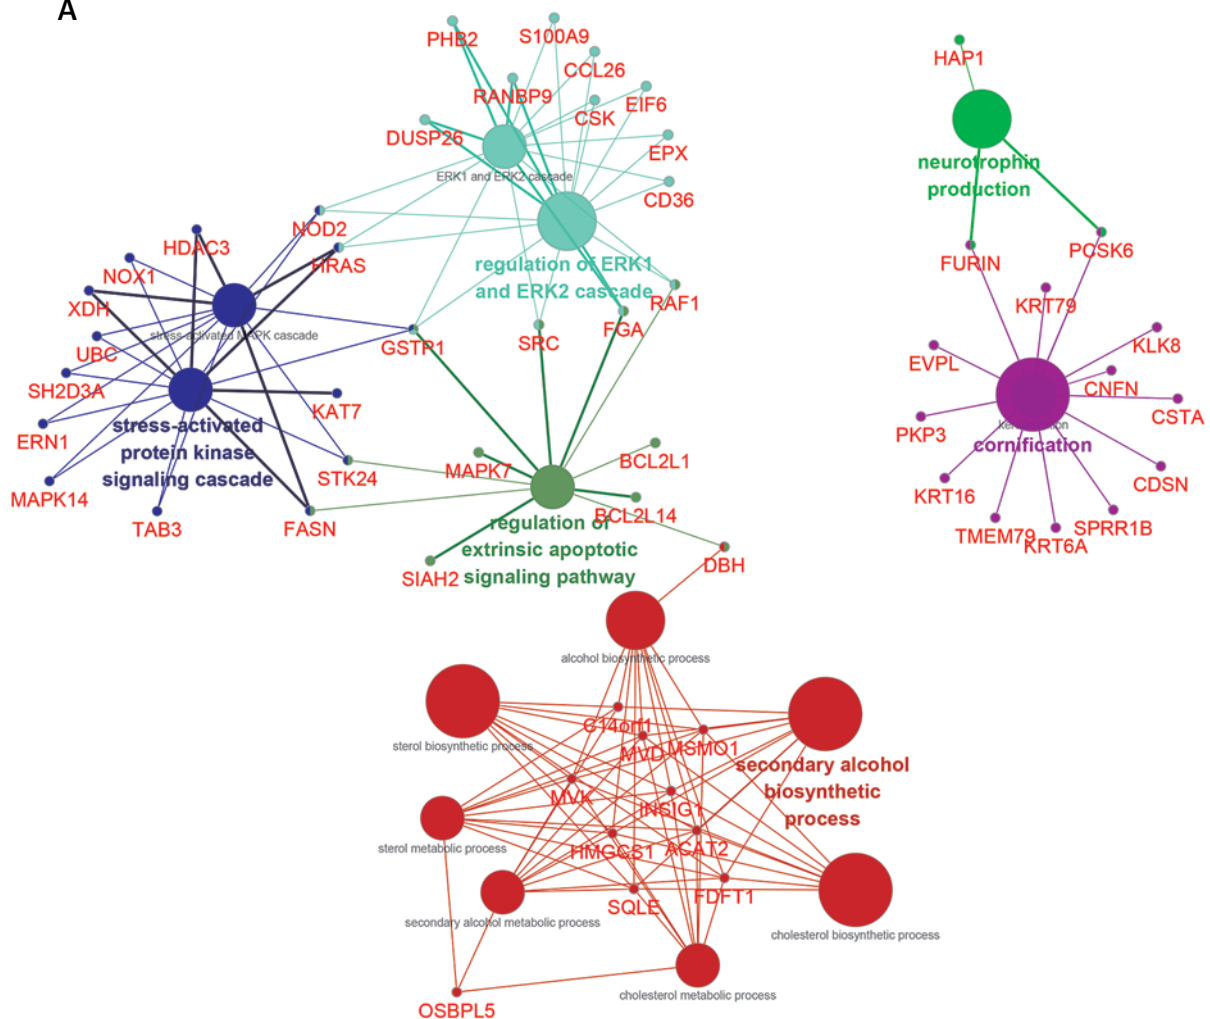 A
PHB2
S100A9
CCL26
RANBP9
EIF6
CSK
DUSP26
EPX
ERK1 and ERK2 cascade
CD36
NOD2
HDAC3
HRAS
NOX1
regulation of ERK1
and ERK2 cascade
XDH
RAF1
stress-activated MAPK cascade
FGA
UBC
GSTP1
SRC
SH2D3A
KAT7
ERN1
stress-activated
protein kinase
signaling cascade
MAPK14
STK24
TAB3
FASN
MAPK7
BCL2L1
BCL2L14
regulation of
extrinsic apoptotic
signaling pathway
SIAH2
DBH
HAP1
neurotrophin
production
FURIN
PCSK6
KRT79
KLK8
EVPL
CNFN
CSTA
PKP3
cornification
CDSN
KRT16
SPRR1B
TMEM79
KRT6A
alcohol biosynthetic process
C14orf1
sterol biosynthetic process
MVD
MSMO1
secondary alcohol
biosynthetic
process
MVK
INSIG1
sterol metabolic process
HMGCS1
ACAT2
FDFT1
SQLE
secondary alcohol metabolic process
cholesterol biosynthetic process
cholesterol metabolic process
OSBPL5